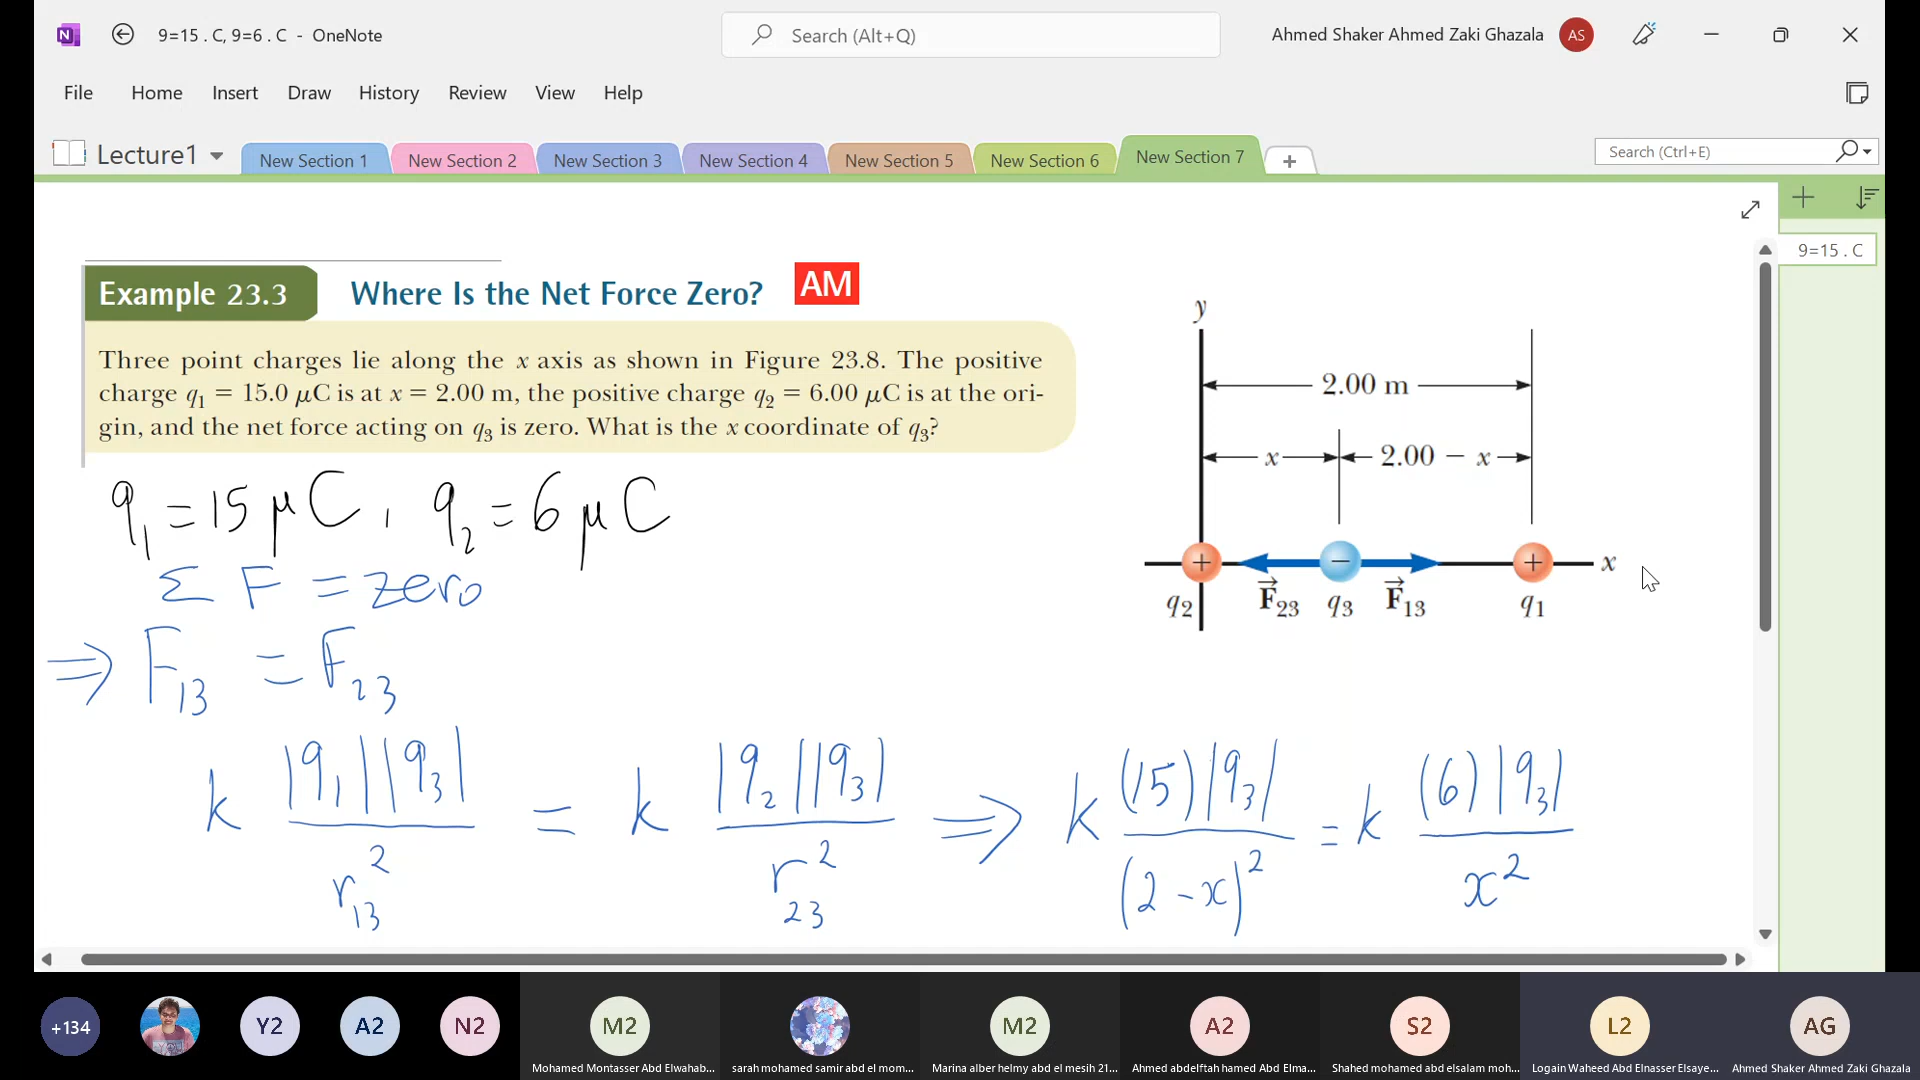 9=15 . C, 9=6 . C - OneNote
Search (Alt+Q)
Ahmed Shaker Ahmed Zaki Ghazala
AS
File Home Insert Draw History Review View Help
Lecture1
New Section 1
New Section 2
New Section 3
New Section 4
New Section 5
New Section 6
New Section 7
+
Search (Ctrl+E)
9=15 . C
Example 23.3 Where Is the Net Force Zero? AM
Three point charges lie along the x axis as shown in Figure 23.8. The positive
charge q₁ = 15.0 μC is at x = 2.00 m, the positive charge q₂ = 6.00 μC is at the ori-
gin, and the net force acting on q₃ is zero. What is the x coordinate of q₃?
y
2.00 m
x
2.00 − x
+ − + x
q₂ F⃗₂₃ q₃ F⃗₁₃ q₁
q₁ = 15 μC, q₂ = 6 μC
Σ F = zero
⇒ F₁₃ = F₂₃
k |q₁||q₃| / r₁₃² = k |q₂||q₃| / r₂₃² ⇒ k (15)|q₃| / (2 - x)² = k (6)|q₃| / x²
+134
Y2
A2
N2
M2
M2
A2
S2
L2
AG
Mohamed Montasser Abd Elwahab...
sarah mohamed samir abd el mom...
Marina alber helmy abd el mesih 21...
Ahmed abdelftah hamed Abd Elma...
Shahed mohamed abd elsalam moh...
Logain Waheed Abd Elnasser Elsaye...
Ahmed Shaker Ahmed Zaki Ghazala